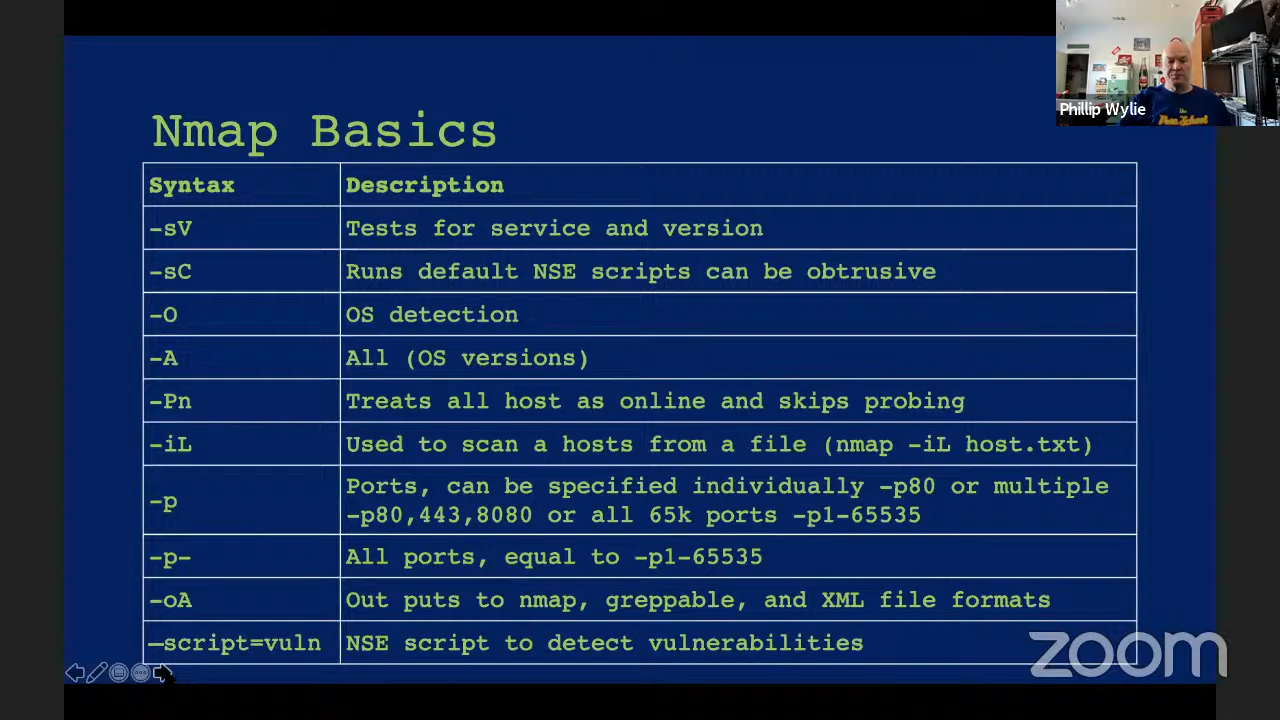 Phillip Wylie
Nmap Basics
Syntax Description
-sV Tests for service and version
-sC Runs default NSE scripts can be obtrusive
-O OS detection
-A All (OS versions)
-Pn Treats all host as online and skips probing
-iL Used to scan a hosts from a file (nmap -iL host.txt)
-p Ports, can be specified individually -p80 or multiple
-p80,443,8080 or all 65k ports -p1-65535
-p- All ports, equal to -p1-65535
-oA Out puts to nmap, greppable, and XML file formats
—script=vuln NSE script to detect vulnerabilities
zoom